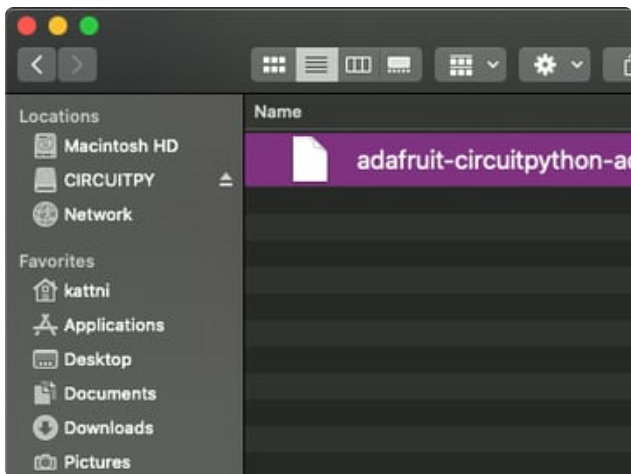 Locations
Macintosh HD
CIRCUITPY
Network
Favorites
kattni
Applications
Desktop
Documents
Downloads
Pictures
Name
adafruit-circuitpython-a